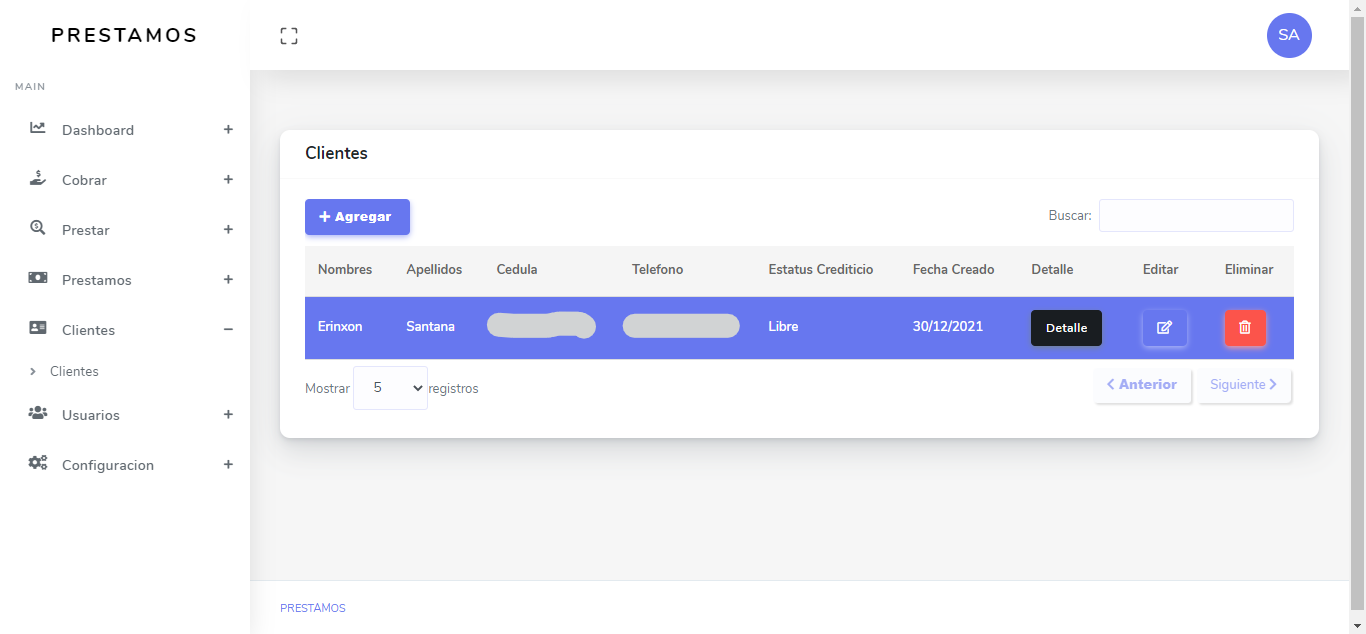 PRESTAMOS
SA
MAIN
Dashboard
Cobrar
Prestar
Prestamos
Clientes
Clientes
Usuarios
Configuracion
Clientes
Agregar
Buscar:
Nombres Apellidos Cedula Telefono Estatus Crediticio Fecha Creado Detalle Editar Eliminar
Erinxon Santana Libre 30/12/2021 Detalle
Mostrar 5 registros
Anterior Siguiente
PRESTAMOS